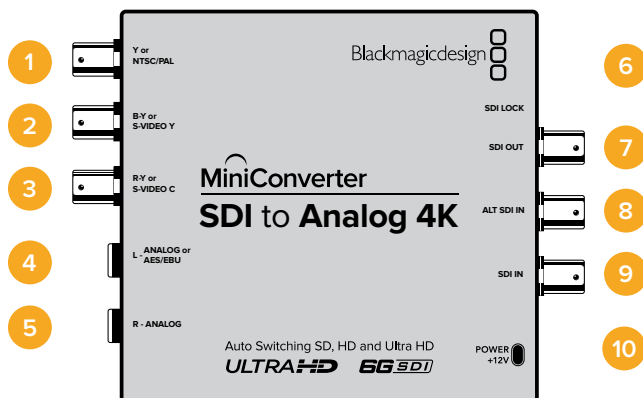 1
Y or
NTSC/PAL
2
B-Y or
S-VIDEO Y
3
R-Y or
S-VIDEO C
4
L - ANALOG or
AES/EBU
5
R - ANALOG
Blackmagicdesign
MiniConverter
SDI to Analog 4K
Auto Switching SD, HD and Ultra HD
ULTRA HD 6G SDI
SDI LOCK
6
SDI OUT
7
ALT SDI IN
8
SDI IN
9
POWER
+12V
10